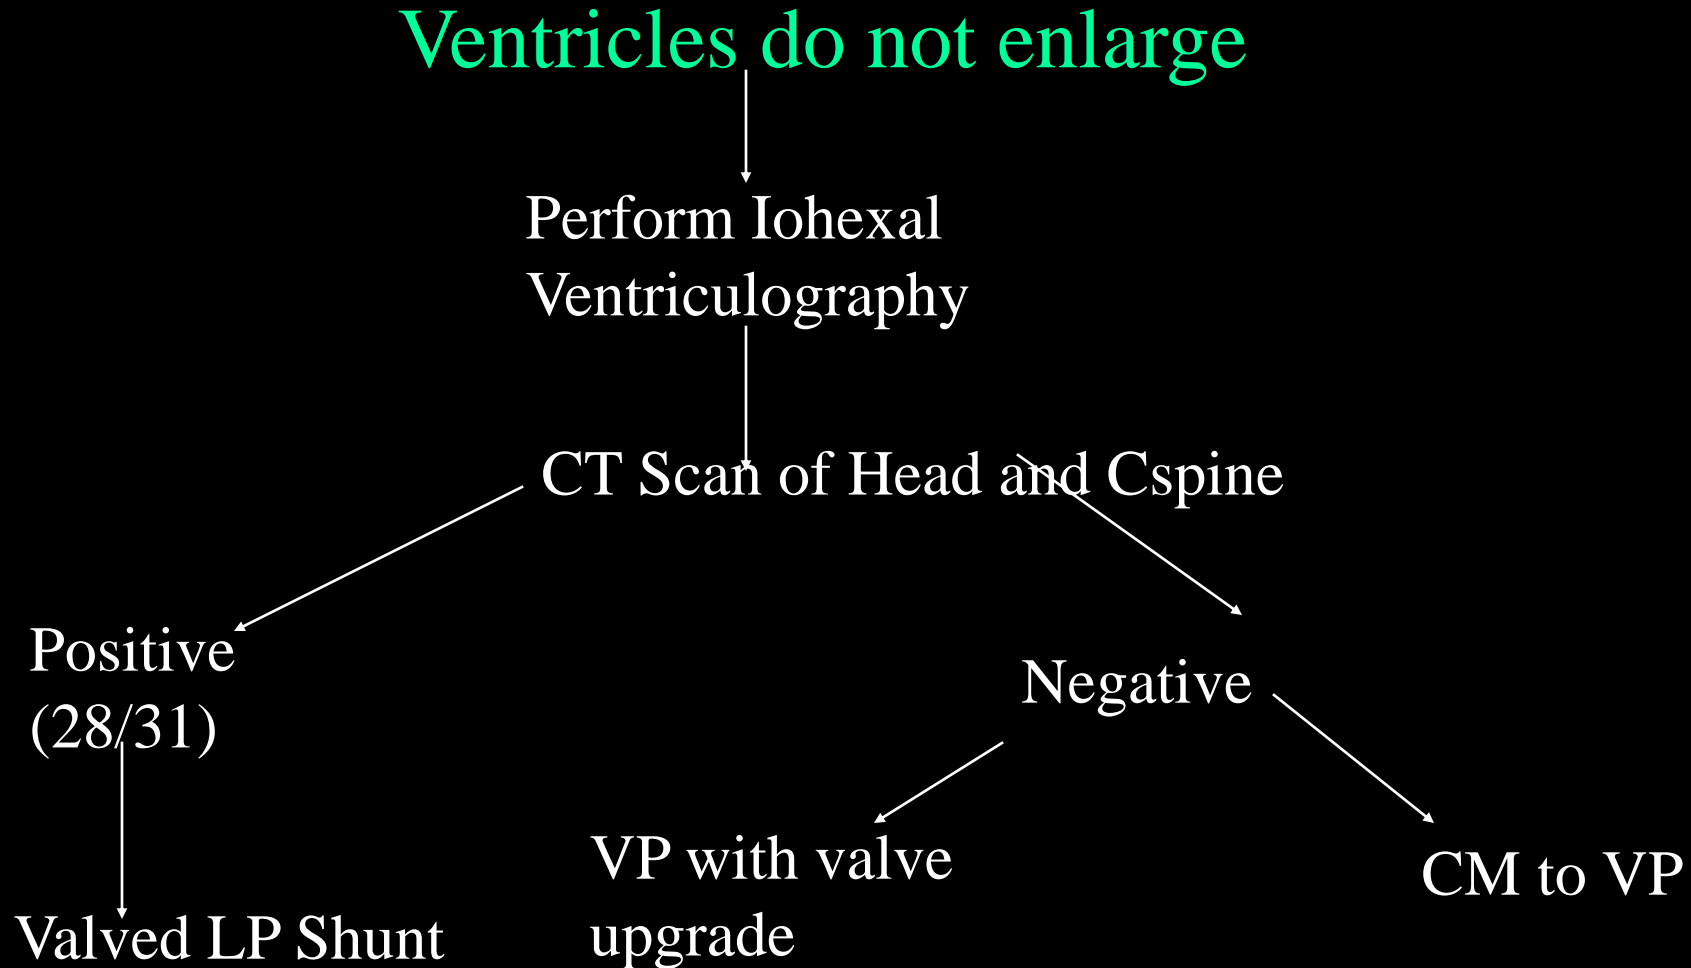 Ventricles do not enlarge
Perform Iohexal
Ventriculography
CT Scan of Head and Cspine
Positive
(28/31)
Negative
VP with valve
upgrade
CM to VP
Valved LP Shunt